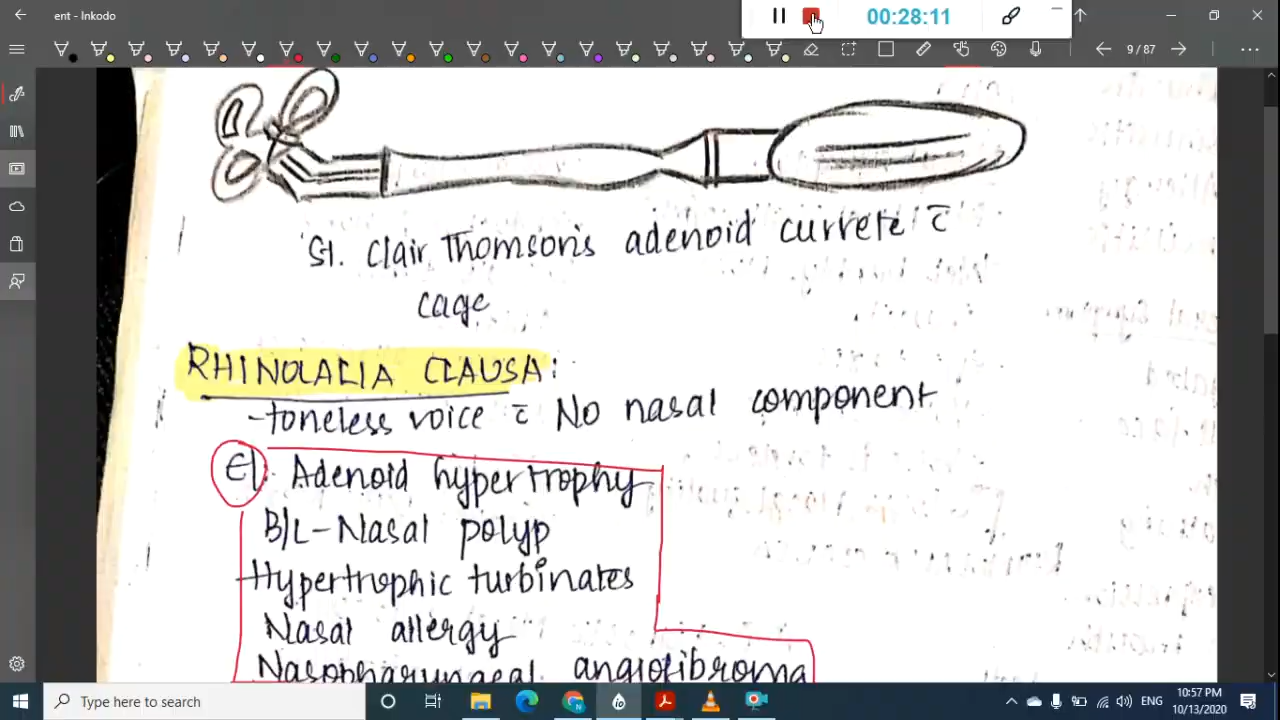 ent - Inkodo
00:28:11
9 / 87
St. Clair Thomson's adenoid currete c̄
cage
RHINOLALIA CLAUSA:
-toneless voice c̄ No nasal component
E/. Adenoid hypertrophy
B/L-Nasal polyp
Hypertrophic turbinates
Nasal allergy
Nasopharyngeal angiofibroma
Type here to search
ENG
10:57 PM
10/13/2020